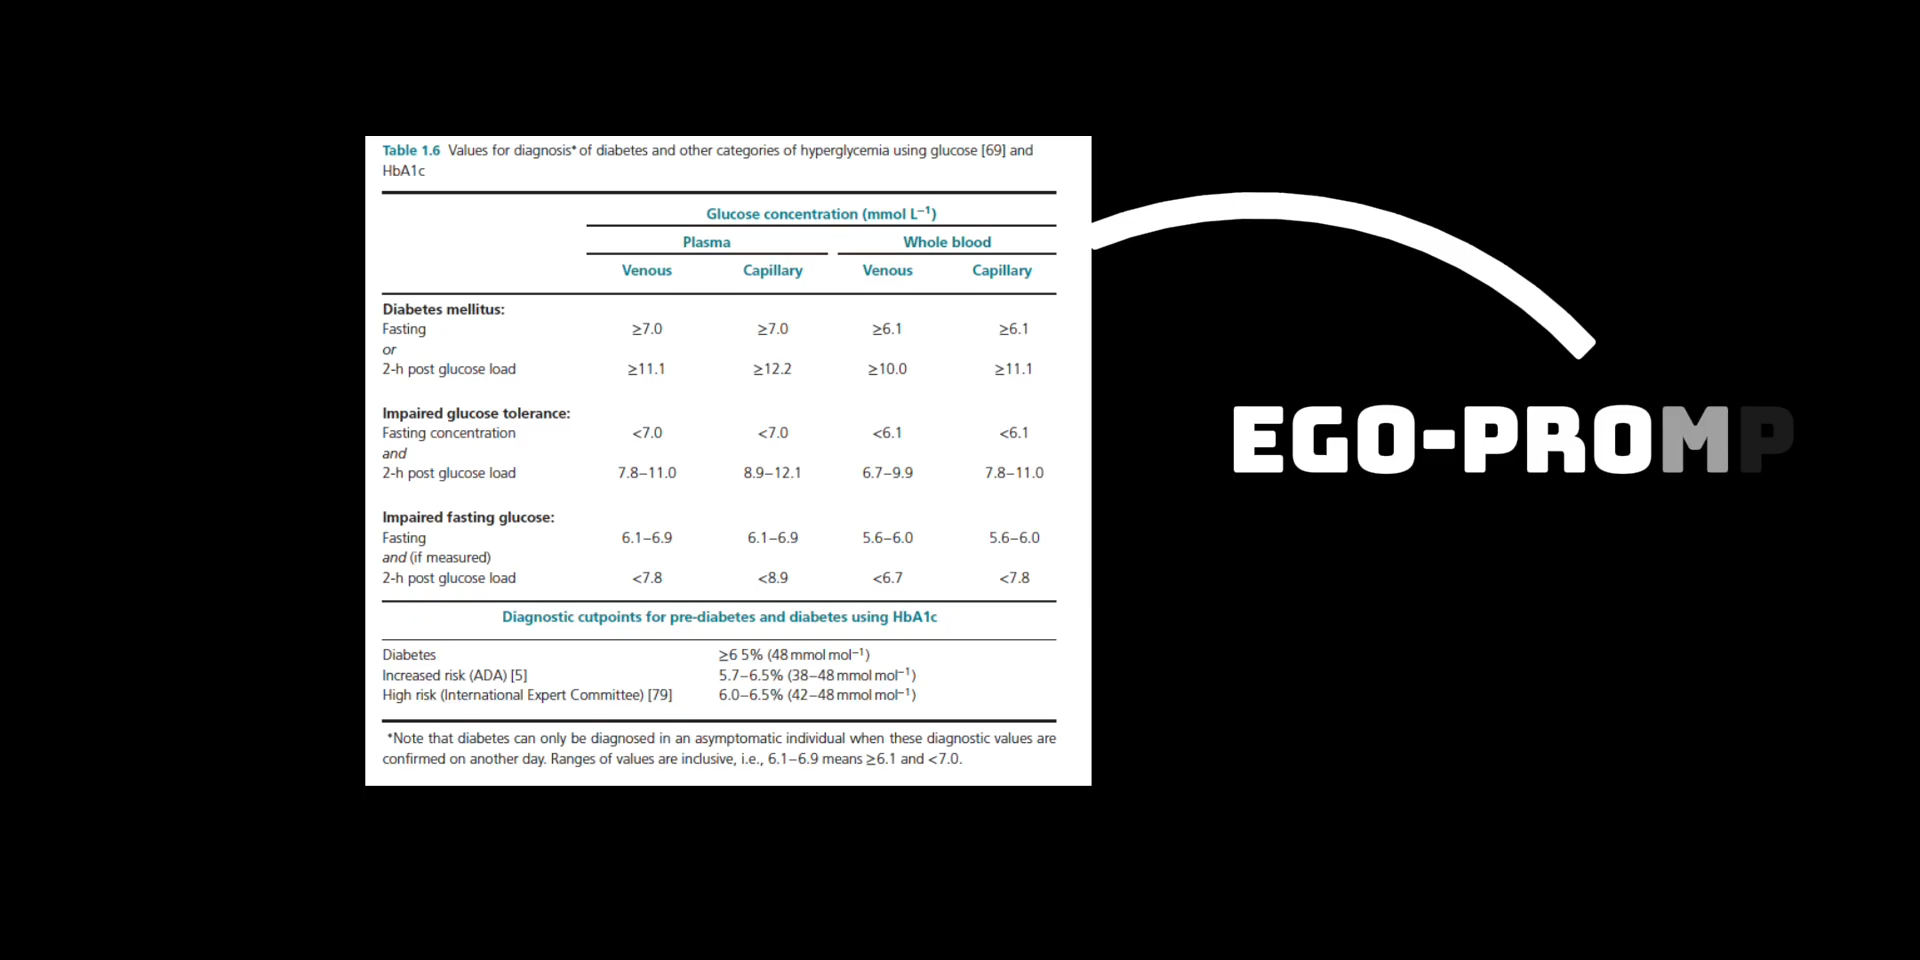 Table 1.6 Values for diagnosis* of diabetes and other categories of hyperglycemia using glucose [69] and
HbA1c
Glucose concentration (mmol L⁻¹)
Plasma Whole blood
Venous Capillary Venous Capillary
Diabetes mellitus:
Fasting ≥7.0 ≥7.0 ≥6.1 ≥6.1
or
2-h post glucose load ≥11.1 ≥12.2 ≥10.0 ≥11.1
Impaired glucose tolerance:
Fasting concentration <7.0 <7.0 <6.1 <6.1
and
2-h post glucose load 7.8–11.0 8.9–12.1 6.7–9.9 7.8–11.0
Impaired fasting glucose:
Fasting 6.1–6.9 6.1–6.9 5.6–6.0 5.6–6.0
and (if measured)
2-h post glucose load <7.8 <8.9 <6.7 <7.8
Diagnostic cutpoints for pre-diabetes and diabetes using HbA1c
Diabetes ≥6 5% (48 mmol mol⁻¹)
Increased risk (ADA) [5] 5.7–6.5% (38–48 mmol mol⁻¹)
High risk (International Expert Committee) [79] 6.0–6.5% (42–48 mmol mol⁻¹)
*Note that diabetes can only be diagnosed in an asymptomatic individual when these diagnostic values are
confirmed on another day. Ranges of values are inclusive, i.e., 6.1–6.9 means ≥6.1 and <7.0.
EGO-PROMP